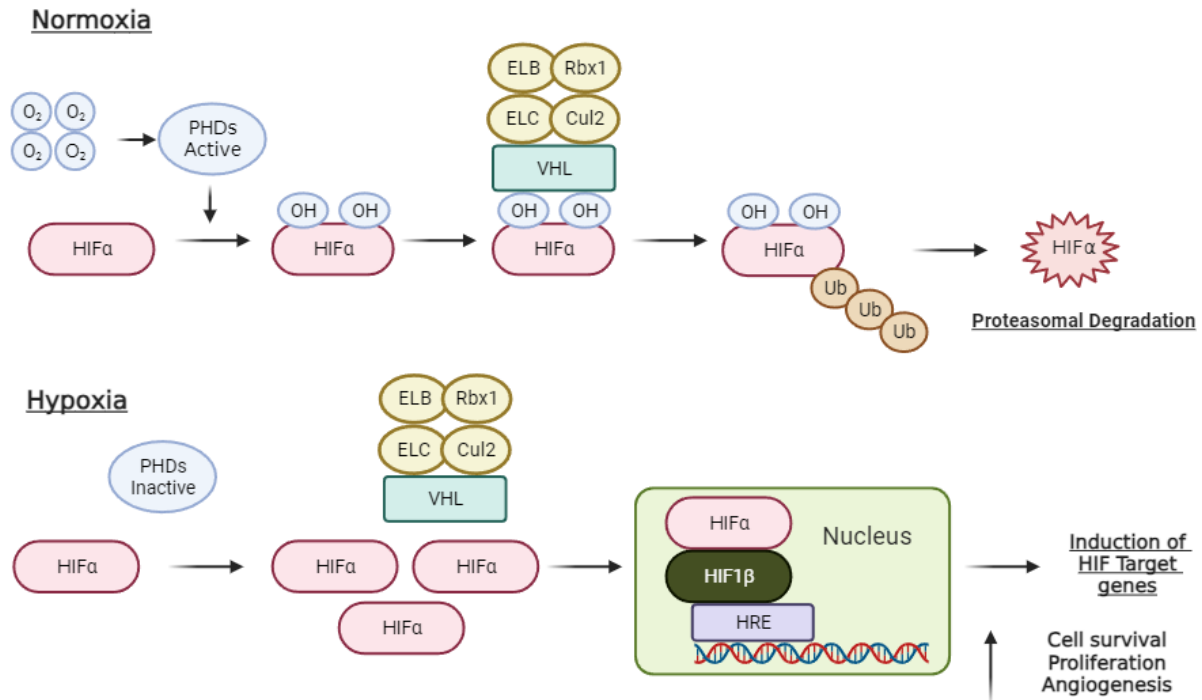 Normoxia
O₂
O₂
O₂
O₂
PHDs
Active
HIFα
OH
OH
HIFα
ELB
Rbx1
ELC
Cul2
VHL
OH
OH
HIFα
OH
OH
HIFα
Ub
Ub
Ub
HIFα
Proteasomal Degradation
Hypoxia
PHDs
Inactive
HIFα
ELB
Rbx1
ELC
Cul2
VHL
HIFα
HIFα
HIFα
HIFα
Nucleus
HIF1β
HRE
Induction of
HIF Target
genes
Cell survival
Proliferation
Angiogenesis